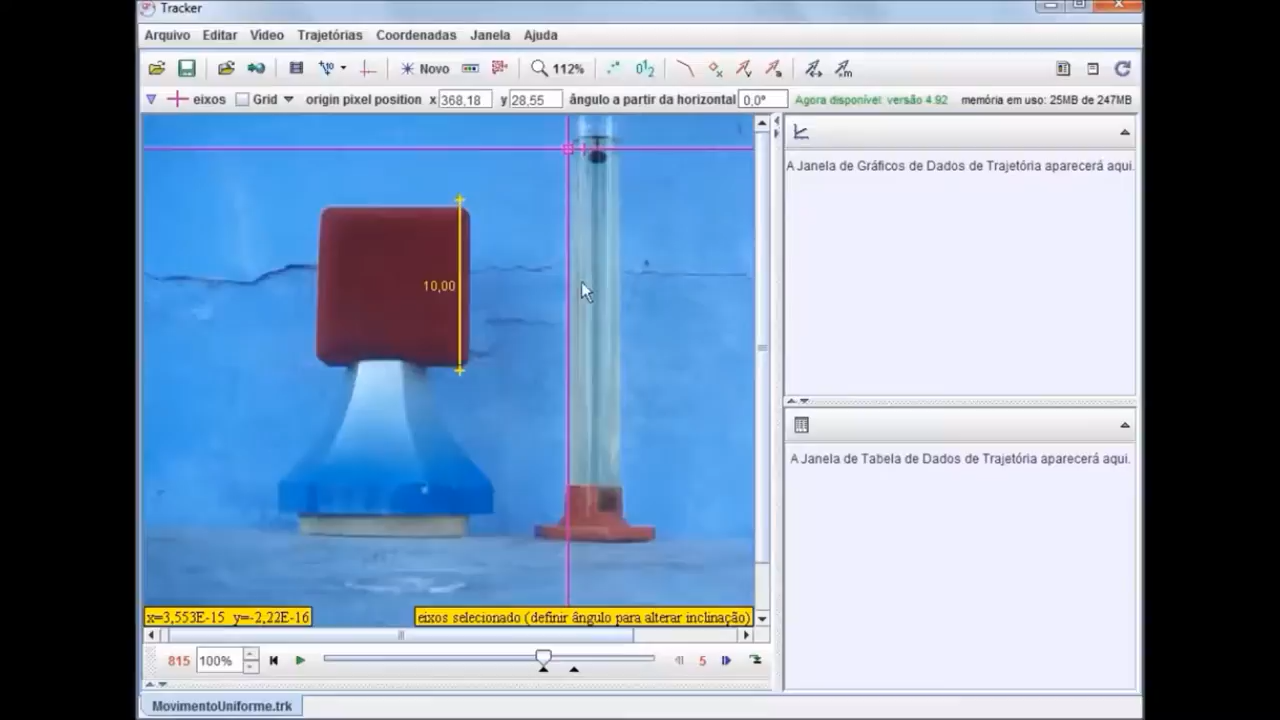 Tracker
Arquivo Editar Vídeo Trajetórias Coordenadas Janela Ajuda
Novo 112%
eixos Grid origin pixel position x 368,18 y 28,55 ângulo a partir da horizontal 0,0° Agora disponível: versão 4.92 memória em uso: 25MB de 247MB
A Janela de Gráficos de Dados de Trajetória aparecerá aqui.
10,00
A Janela de Tabela de Dados de Trajetória aparecerá aqui.
x=3,553E-15 y=-2,22E-16 eixos selecionado (definir ângulo para alterar inclinação)
815 100% 5
MovimentoUniforme.trk